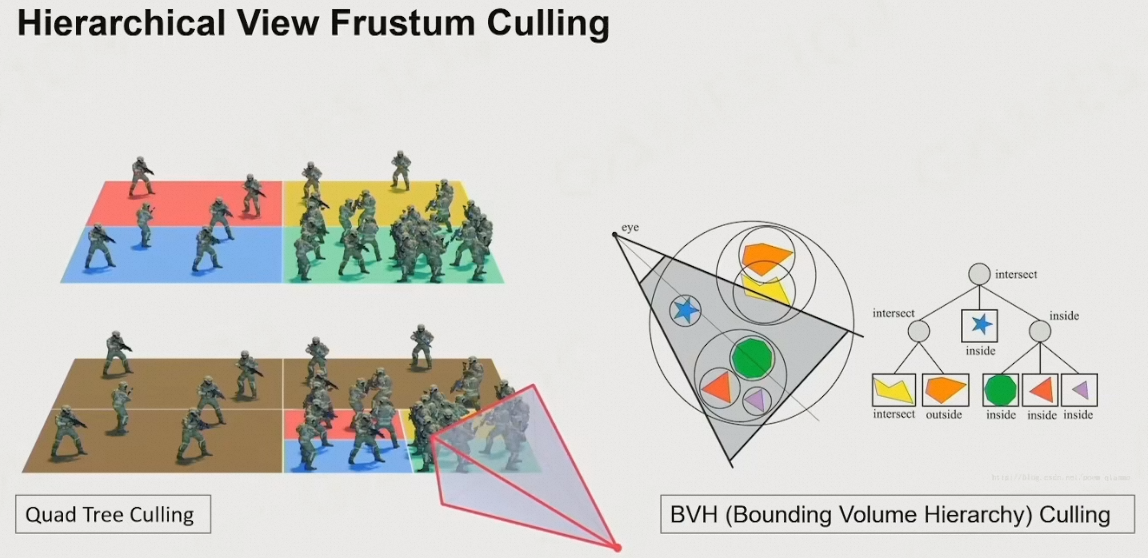 Hierarchical View Frustum Culling
eye
intersect
intersect
inside
inside
intersect
outside
inside
inside
inside
Quad Tree Culling
BVH (Bounding Volume Hierarchy) Culling